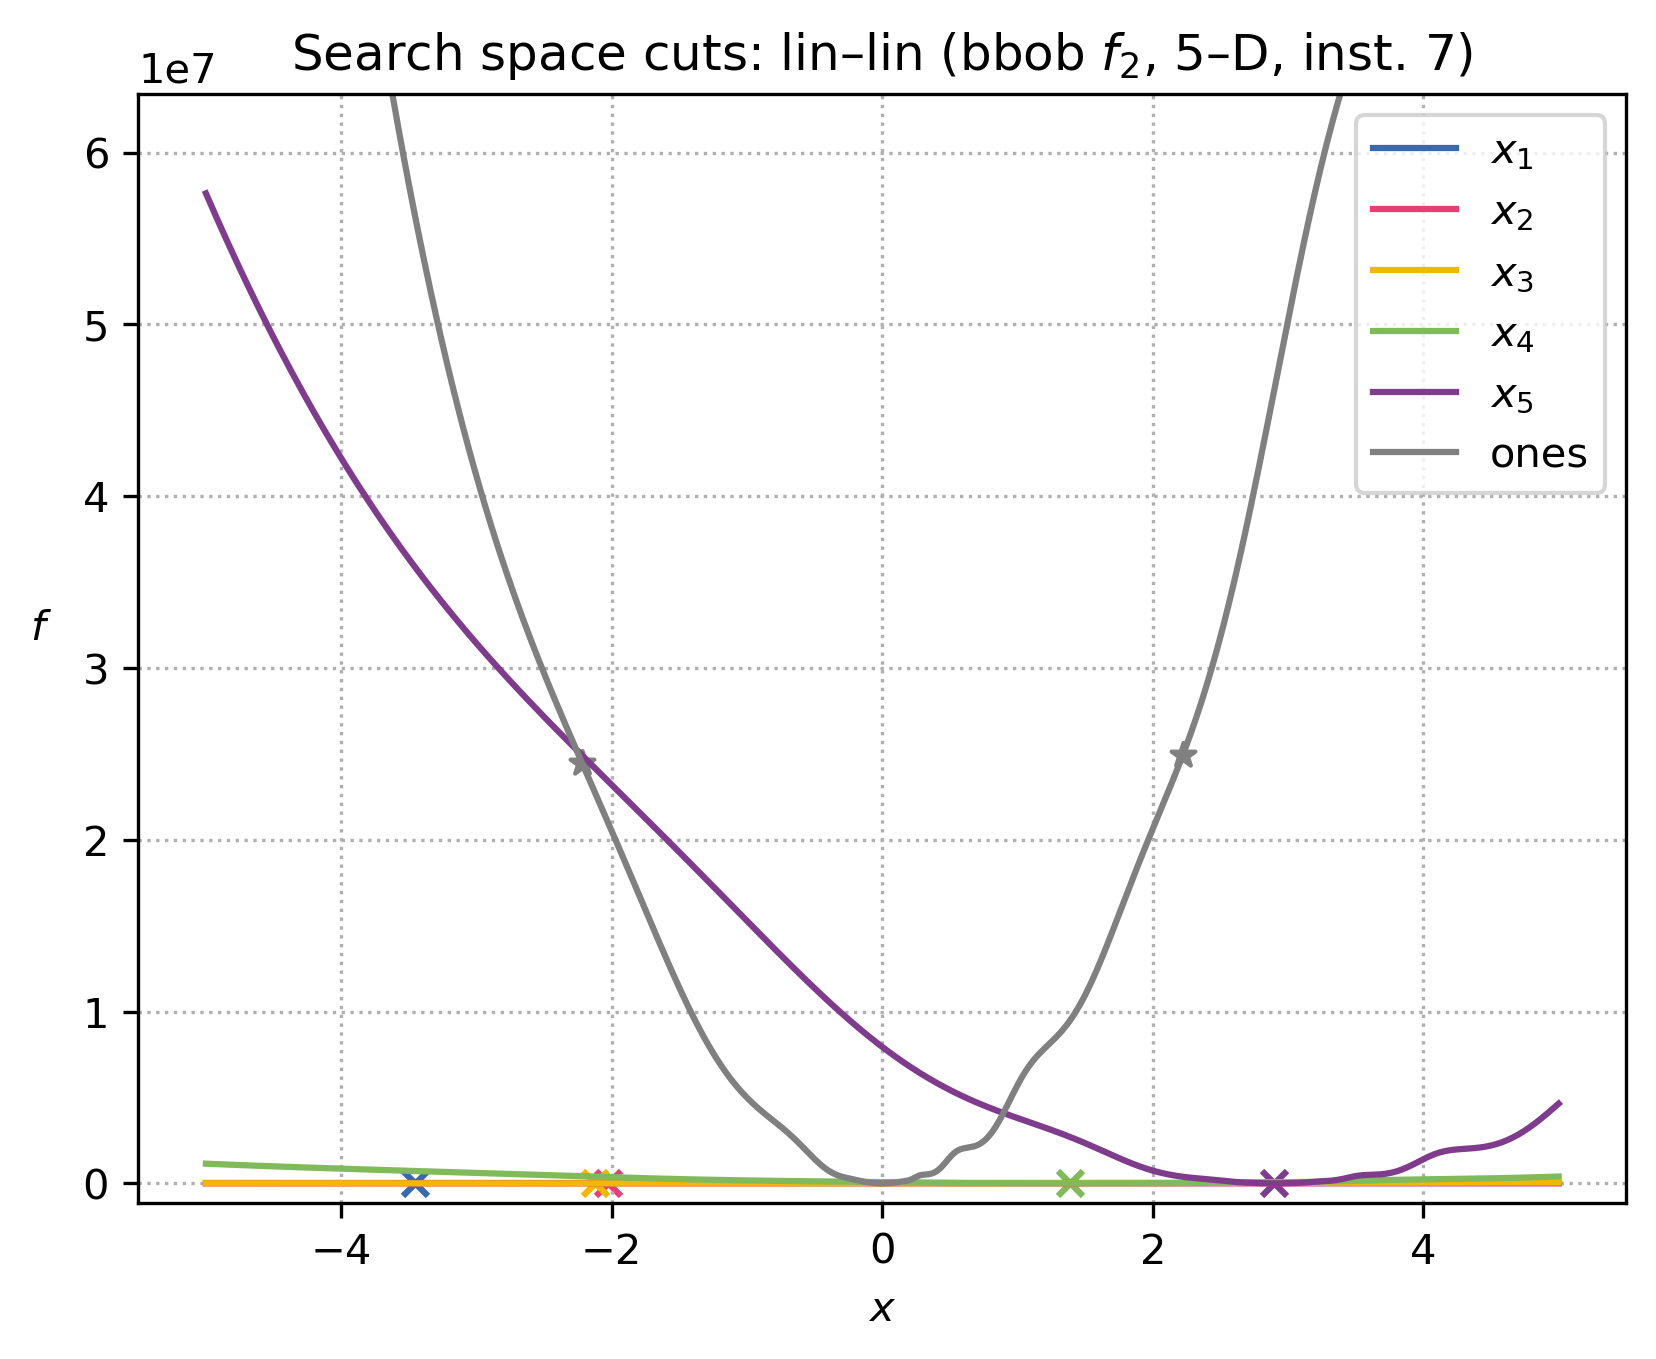 Search space cuts: lin–lin (bbob f₂, 5–D, inst. 7)
1e7
6
5
4
3
2
1
0
f
−4
−2
0
2
4
x
x₁
x₂
x₃
x₄
x₅
ones